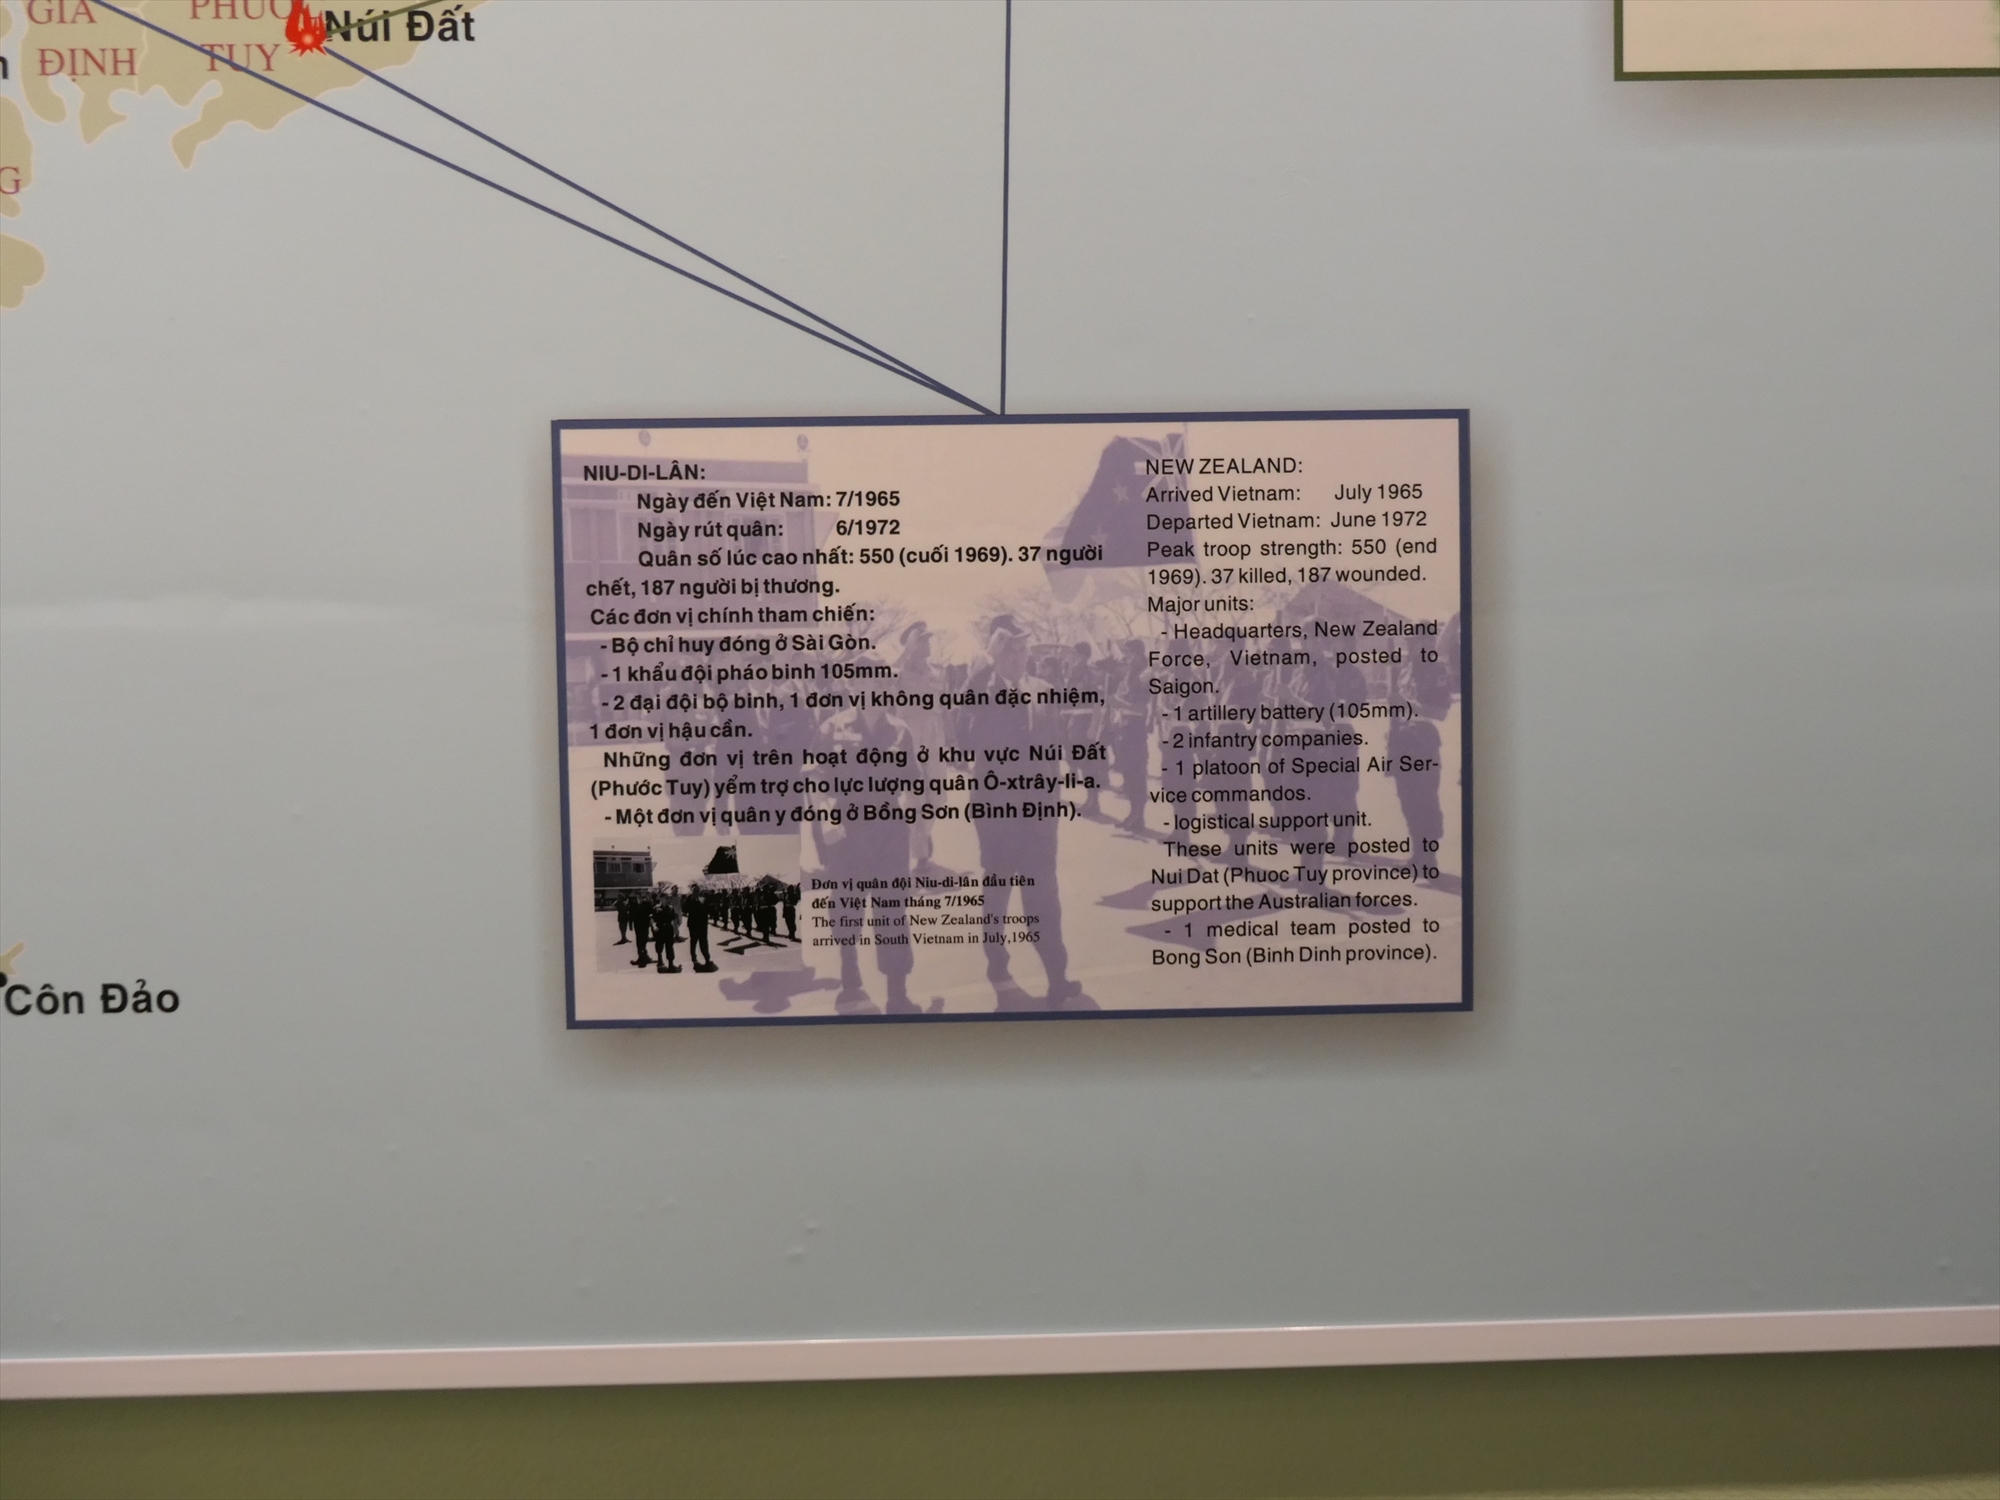 GIA
ĐỊNH
TUY
Núi Đất
NIU-DI-LÂN:
Ngày đến Việt Nam: 7/1965
Ngày rút quân: 6/1972
Quân số lúc cao nhất: 550 (cuối 1969). 37 người
chết, 187 người bị thương.
Các đơn vị chính tham chiến:
- Bộ chỉ huy đóng ở Sài Gòn.
- 1 khẩu đội pháo binh 105mm.
- 2 đại đội bộ binh, 1 đơn vị không quân đặc nhiệm,
1 đơn vị hậu cần.
Những đơn vị trên hoạt động ở khu vực Núi Đất
(Phước Tuy) yểm trợ cho lực lượng quân Ô-xtrây-li-a.
- Một đơn vị quân y đóng ở Bồng Sơn (Bình Định).
Đơn vị quân đội Niu-di-lân đầu tiên
đến Việt Nam tháng 7/1965
The first unit of New Zealand's troops
arrived in South Vietnam in July,1965
NEW ZEALAND:
Arrived Vietnam: July 1965
Departed Vietnam: June 1972
Peak troop strength: 550 (end
1969). 37 killed, 187 wounded.
Major units:
- Headquarters, New Zealand
Force, Vietnam, posted to
Saigon.
- 1 artillery battery (105mm).
- 2 infantry companies.
- 1 platoon of Special Air Ser-
vice commandos.
- logistical support unit.
These units were posted to
Nui Dat (Phuoc Tuy province) to
support the Australian forces.
- 1 medical team posted to
Bong Son (Binh Dinh province).
Côn Đảo